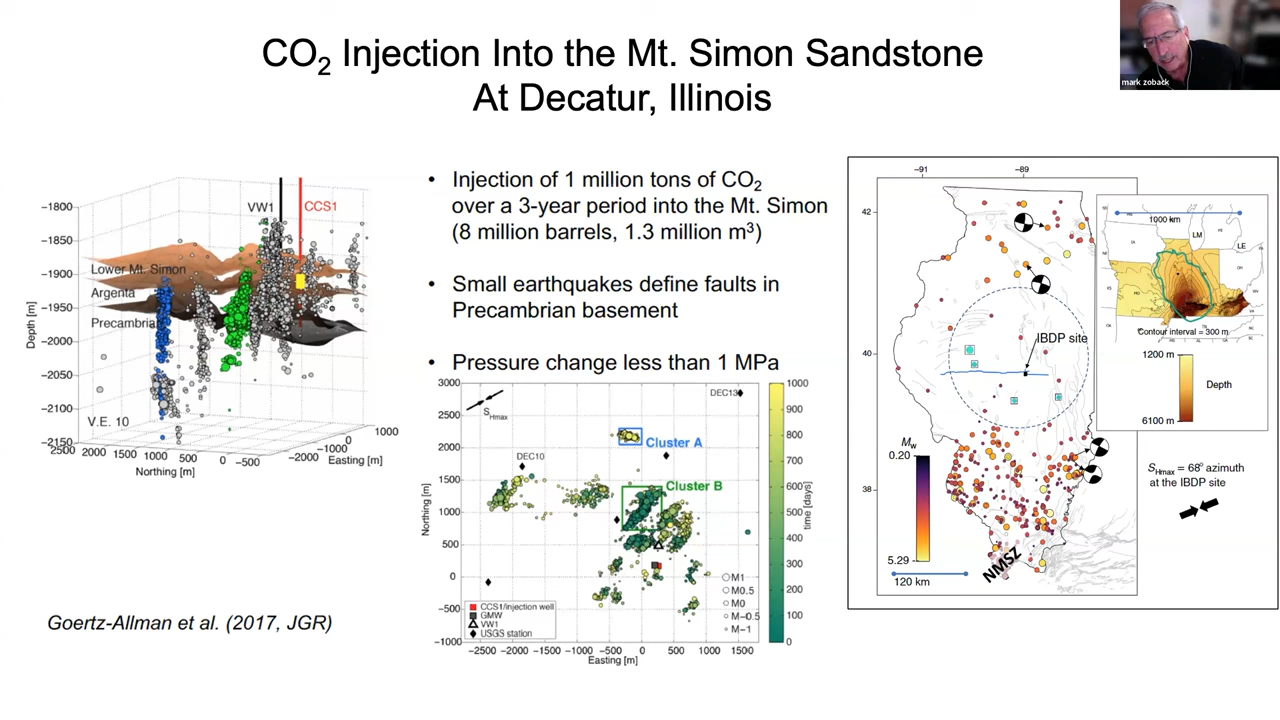 CO2 Injection Into the Mt. Simon Sandstone
At Decatur, Illinois
mark zoback
VW1
CCS1
−1800
−1850
−1900
−1950
−2000
−2050
−2100
−2150
Depth [m]
Lower Mt. Simon
Argenta
Precambrian
V.E. 10
2500
2000
1500
1000
500
0
−500
Northing [m]
−2000
−1000
0
1000
Easting [m]
Goertz-Allman et al. (2017, JGR)
• Injection of 1 million tons of CO2
over a 3-year period into the Mt. Simon
(8 million barrels, 1.3 million m3)
• Small earthquakes define faults in
Precambrian basement
• Pressure change less than 1 MPa
3000
2500
2000
1500
1000
500
0
−500
−1000
Northing [m]
SHmax
DEC13
Cluster A
DEC10
Cluster B
CCS1/injection well
GMW
VW1
USGS station
M1
M0.5
M0
M−0.5
M−1
−2500 −2000 −1500 −1000 −500 0 500 1000 1500
Easting [m]
1000
900
800
700
600
500
400
300
200
100
0
time [days]
−91
−89
42
40
38
IBDP site
Mw
0.20
5.29
120 km
NMSZ
1000 km
LM
LE
Contour interval = 300 m
1200 m
Depth
6100 m
SHmax = 68° azimuth
at the IBDP site